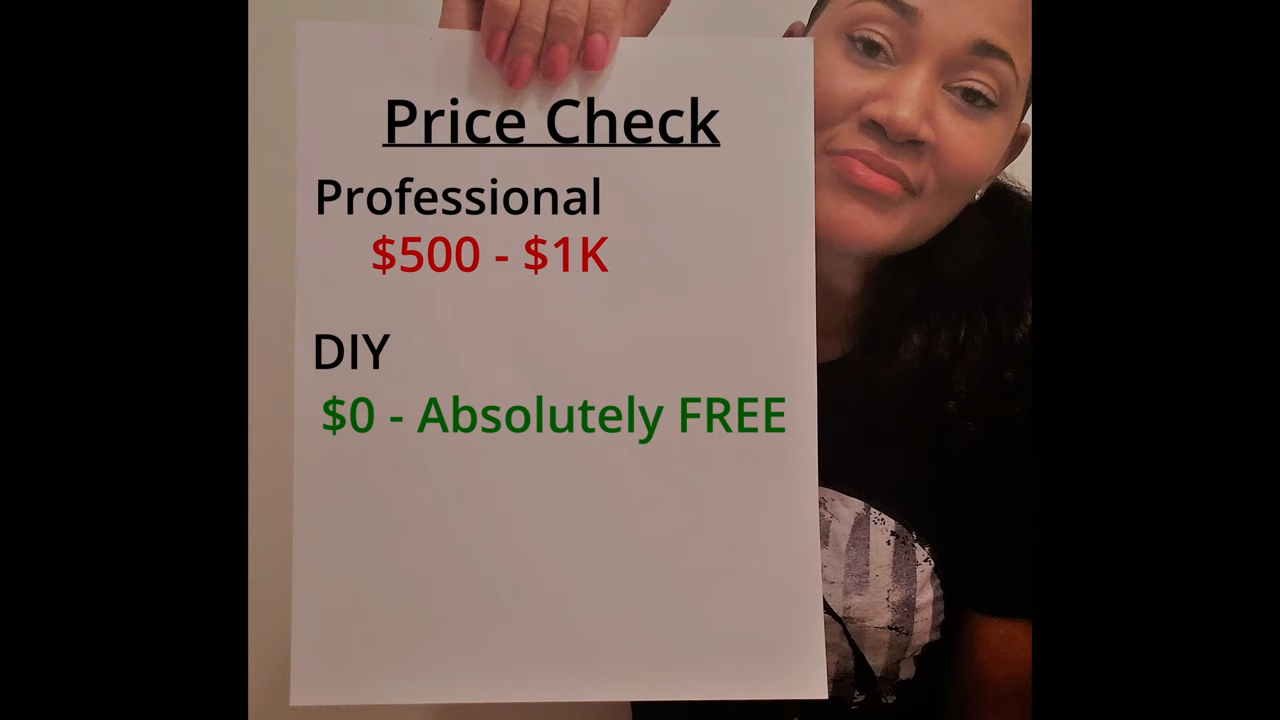 Price Check
Professional
$500 - $1K
DIY
$0 - Absolutely FREE